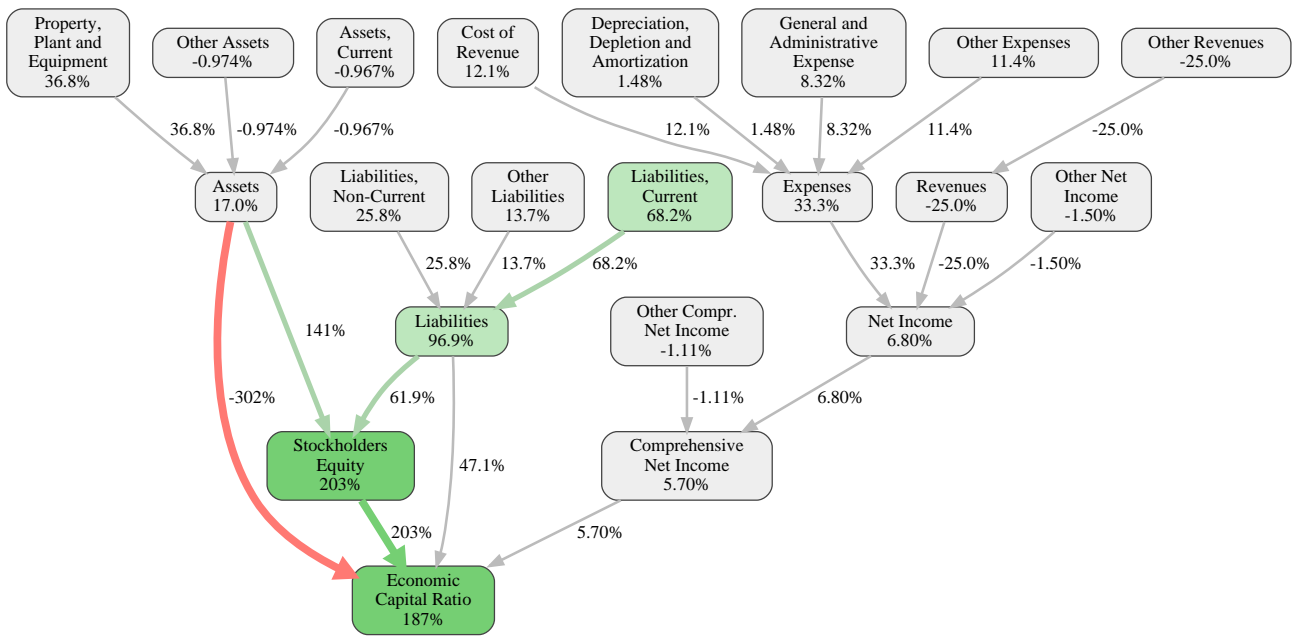 Property,
Plant and
Equipment
36.8%
Other Assets
-0.974%
Assets,
Current
-0.967%
Cost of
Revenue
12.1%
Depreciation,
Depletion and
Amortization
1.48%
General and
Administrative
Expense
8.32%
Other Expenses
11.4%
Other Revenues
-25.0%
36.8%
-0.974%
-0.967%
12.1%
1.48%
8.32%
11.4%
-25.0%
Assets
17.0%
Liabilities,
Non-Current
25.8%
Other
Liabilities
13.7%
Liabilities,
Current
68.2%
Expenses
33.3%
Revenues
-25.0%
Other Net
Income
-1.50%
25.8%
13.7%
68.2%
33.3%
-25.0%
-1.50%
141%
Liabilities
96.9%
Other Compr.
Net Income
-1.11%
Net Income
6.80%
-302%
61.9%
-1.11%
6.80%
Stockholders
Equity
203%
47.1%
Comprehensive
Net Income
5.70%
203%
5.70%
Economic
Capital Ratio
187%